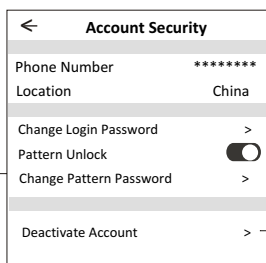 ← Account Security
Phone Number ********
Location China
Change Login Password >
Pattern Unlock
Change Pattern Password >
Deactivate Account >